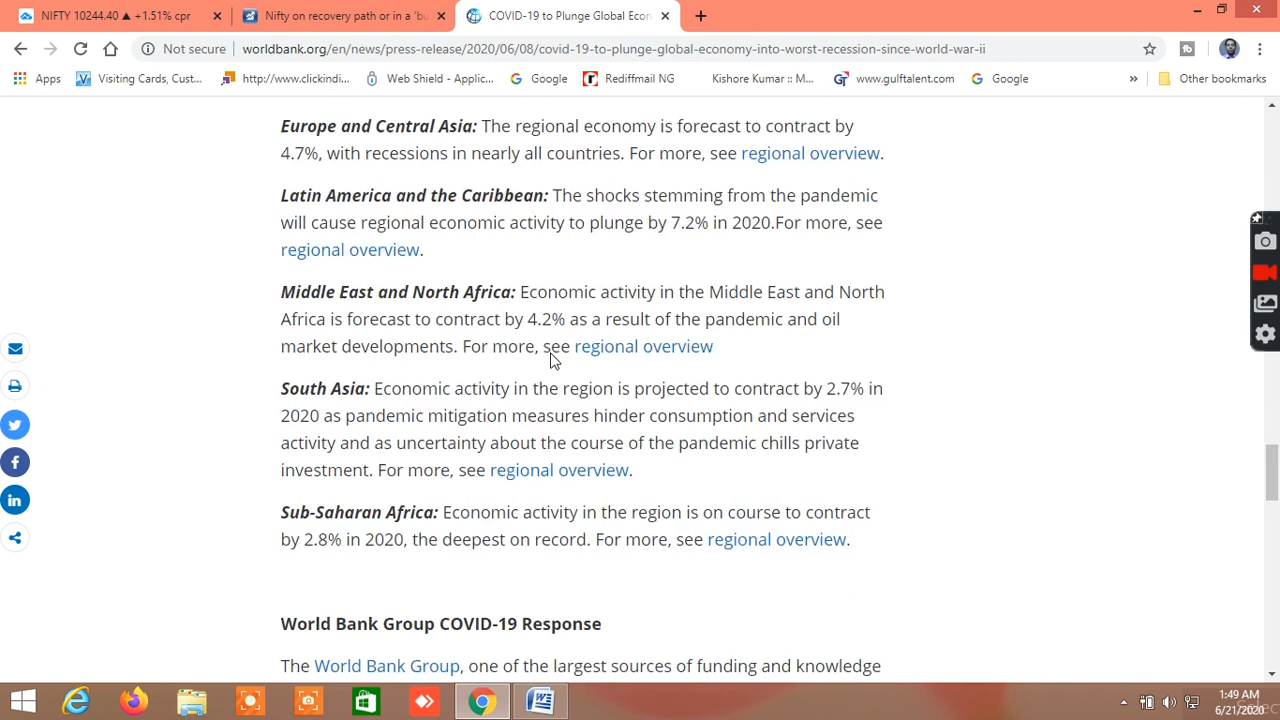 NIFTY 10244.40 ▲ +1.51% cpr
Nifty on recovery path or in a 'bu
COVID-19 to Plunge Global Econ
Not secure
worldbank.org/en/news/press-release/2020/06/08/covid-19-to-plunge-global-economy-into-worst-recession-since-world-war-ii
Apps
Visiting Cards, Cust...
http://www.clickindi...
Web Shield - Applic...
Google
Rediffmail NG
Kishore Kumar :: M...
www.gulftalent.com
Google
»
Other bookmarks
Europe and Central Asia: The regional economy is forecast to contract by
4.7%, with recessions in nearly all countries. For more, see regional overview.
Latin America and the Caribbean: The shocks stemming from the pandemic
will cause regional economic activity to plunge by 7.2% in 2020.For more, see
regional overview.
Middle East and North Africa: Economic activity in the Middle East and North
Africa is forecast to contract by 4.2% as a result of the pandemic and oil
market developments. For more, see regional overview
South Asia: Economic activity in the region is projected to contract by 2.7% in
2020 as pandemic mitigation measures hinder consumption and services
activity and as uncertainty about the course of the pandemic chills private
investment. For more, see regional overview.
Sub-Saharan Africa: Economic activity in the region is on course to contract
by 2.8% in 2020, the deepest on record. For more, see regional overview.
World Bank Group COVID-19 Response
The World Bank Group, one of the largest sources of funding and knowledge
1:49 AM
6/21/2020